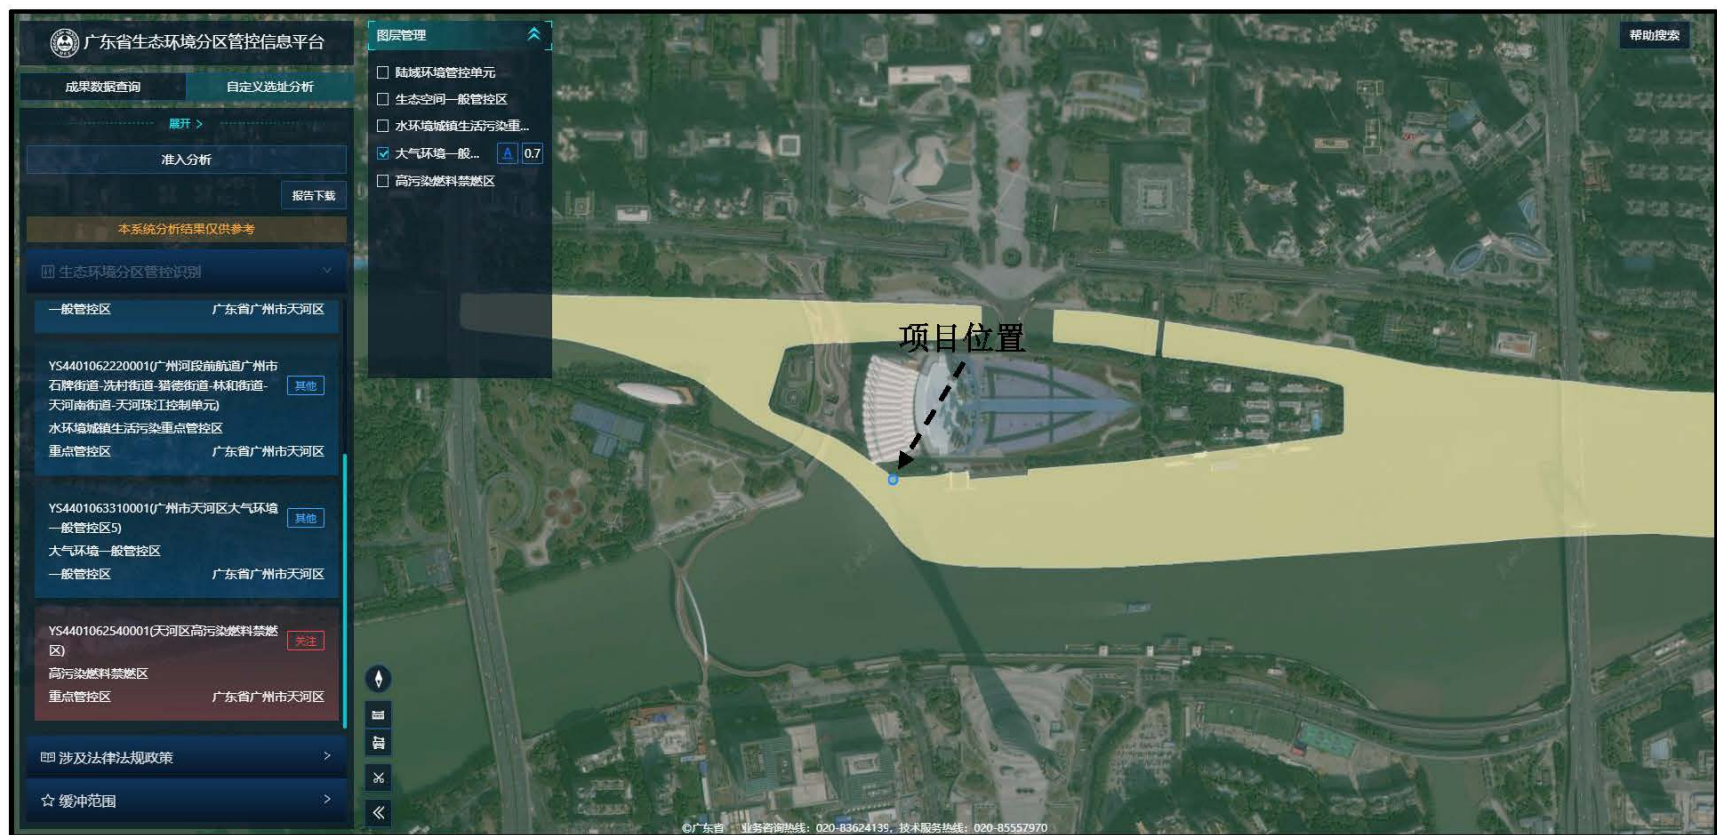 广东省生态环境分区管控信息平台
成果数据查询
自定义选址分析
展开 >
准入分析
报告下载
本系统分析结果仅供参考
生态环境分区管控识别
一般管控区 广东省广州市天河区
YS4401062220001(广州河段前航道广州市
石牌街道-冼村街道-猎德街道-林和街道-
天河南街道-天河珠江控制单元)
其他
水环境城镇生活污染重点管控区
重点管控区 广东省广州市天河区
YS4401063310001(广州市天河区大气环境
一般管控区5)
其他
大气环境一般管控区
一般管控区 广东省广州市天河区
YS4401062540001(天河区高污染燃料禁燃
区)
关注
高污染燃料禁燃区
重点管控区 广东省广州市天河区
涉及法律法规政策
缓冲范围
图层管理
陆域环境管控单元
生态空间一般管控区
水环境城镇生活污染重...
大气环境一般... A 0.7
高污染燃料禁燃区
帮助搜索
项目位置
©广东省 业务咨询热线：020-83624139，技术服务热线：020-85557970